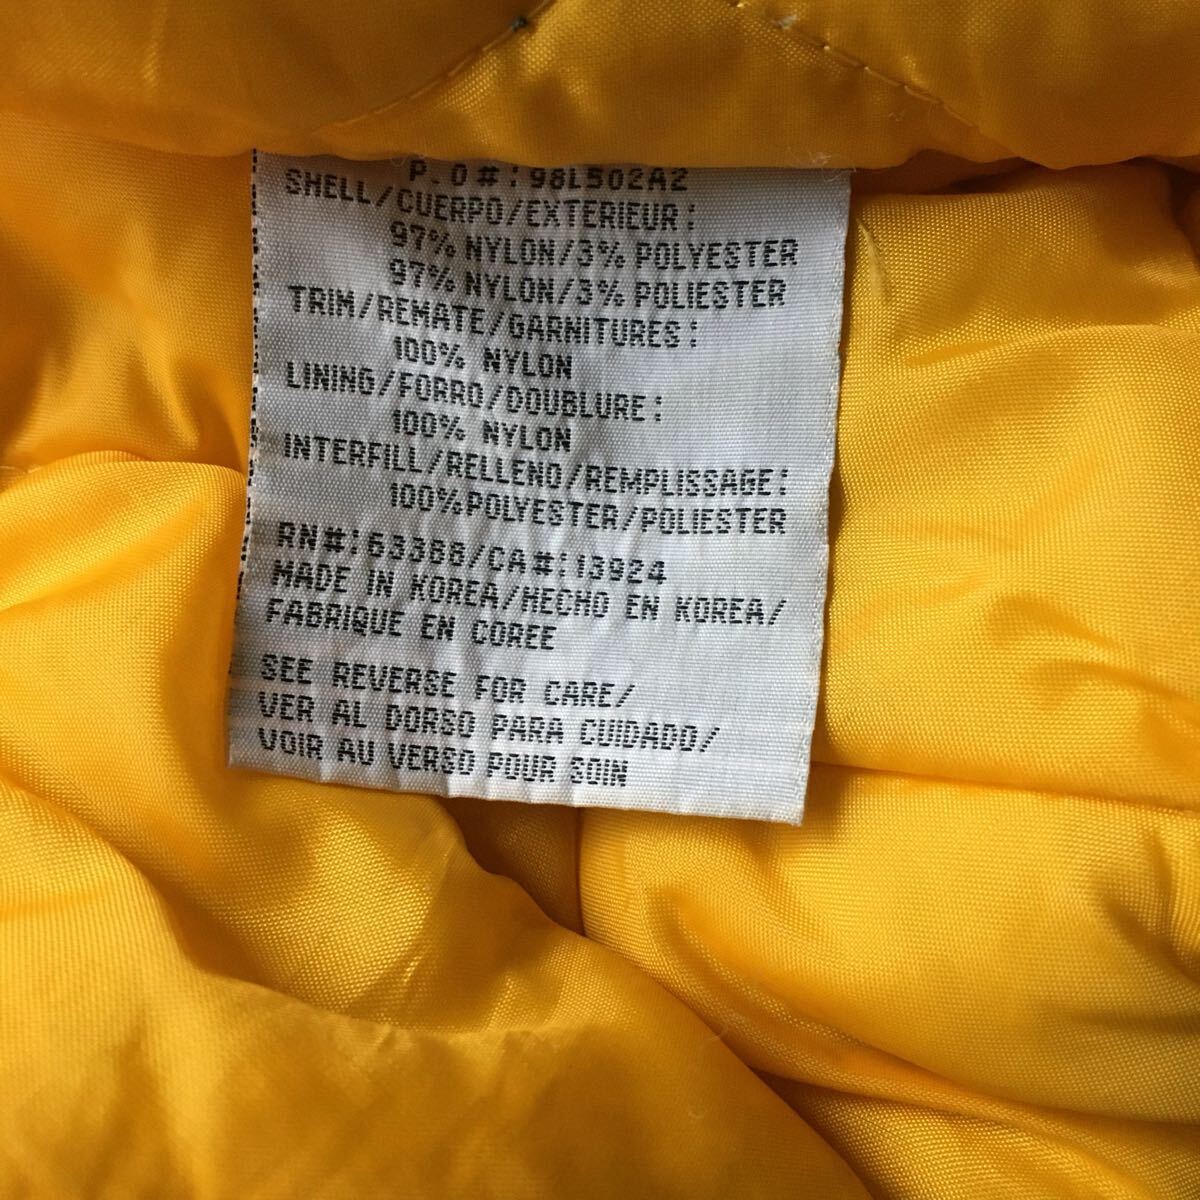 P.O#:98L502A2
SHELL/CUERPO/EXTERIEUR:
97% NYLON/3% POLYESTER
97% NYLON/3% POLIESTER
TRIM/REMATE/GARNITURES:
100% NYLON
LINING/FORRO/DOUBLURE:
100% NYLON
INTERFILL/RELLENO/REMPLISSAGE:
100%POLYESTER/POLIESTER
RN#:63388/CA#:13924
MADE IN KOREA/HECHO EN KOREA/
FABRIQUE EN COREE
SEE REVERSE FOR CARE/
VER AL DORSO PARA CUIDADO/
VOIR AU VERSO POUR SOIN